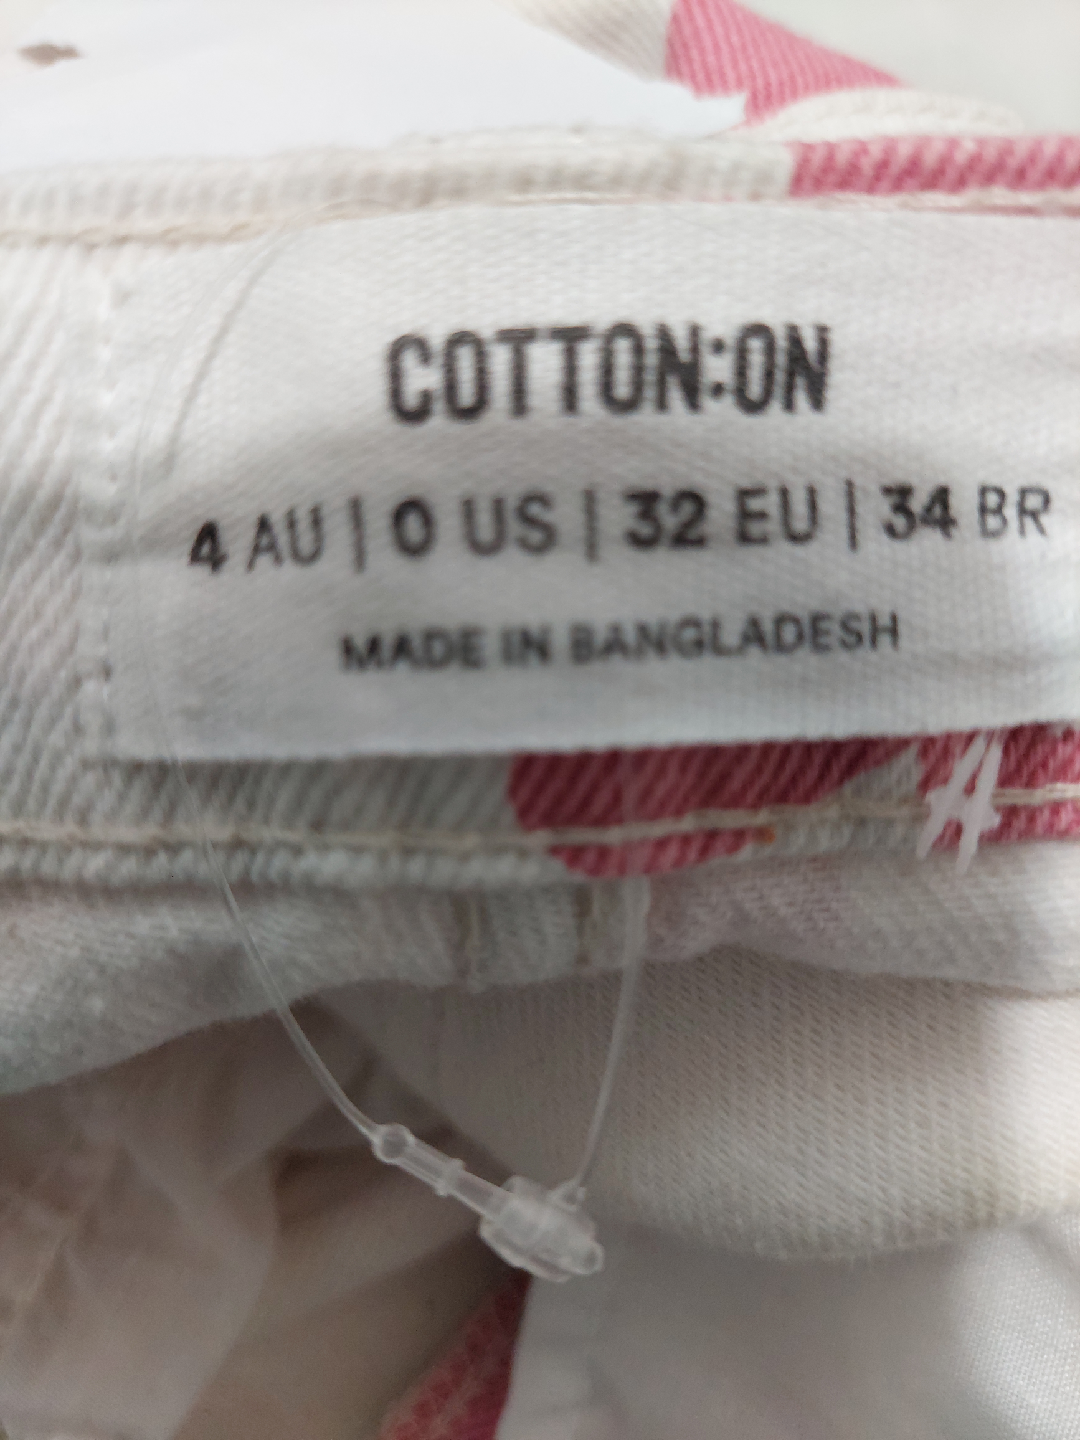 COTTON:ON
4 AU | 0 US | 32 EU | 34 BR
MADE IN BANGLADESH